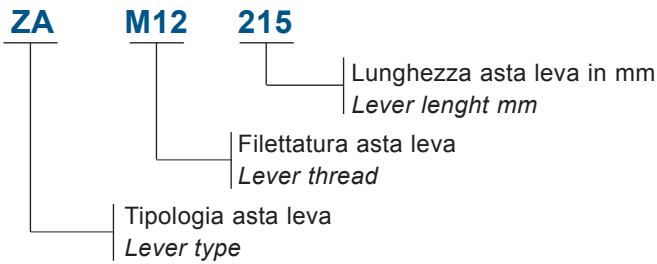 ZA M12 215
Lunghezza asta leva in mm
Lever lenght mm
Filettatura asta leva
Lever thread
Tipologia asta leva
Lever type